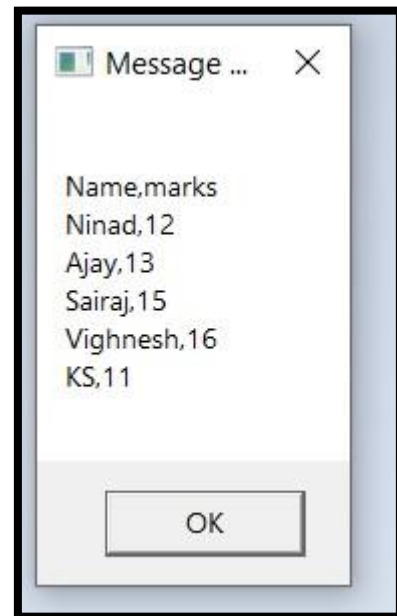 Message ...
Name,marks
Ninad,12
Ajay,13
Sairaj,15
Vighnesh,16
KS,11
OK